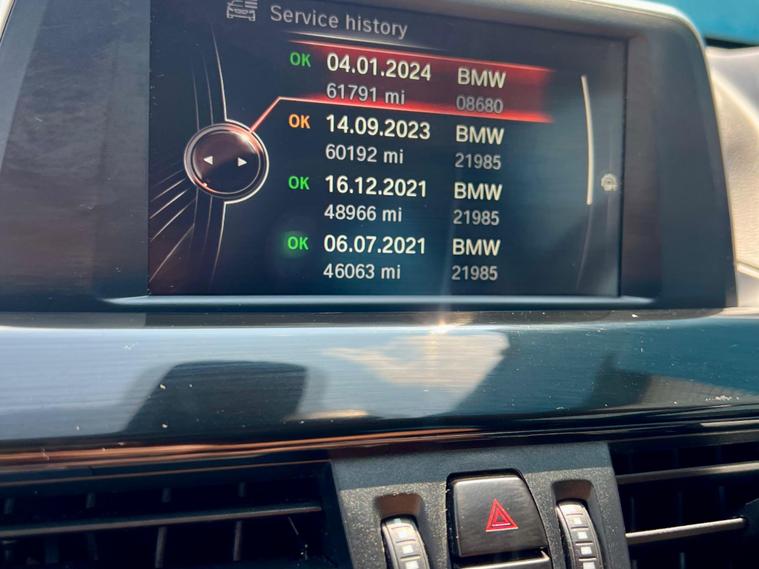 Service history
OK 04.01.2024 BMW
61791 mi 08680
OK 14.09.2023 BMW
60192 mi 21985
OK 16.12.2021 BMW
48966 mi 21985
OK 06.07.2021 BMW
46063 mi 21985